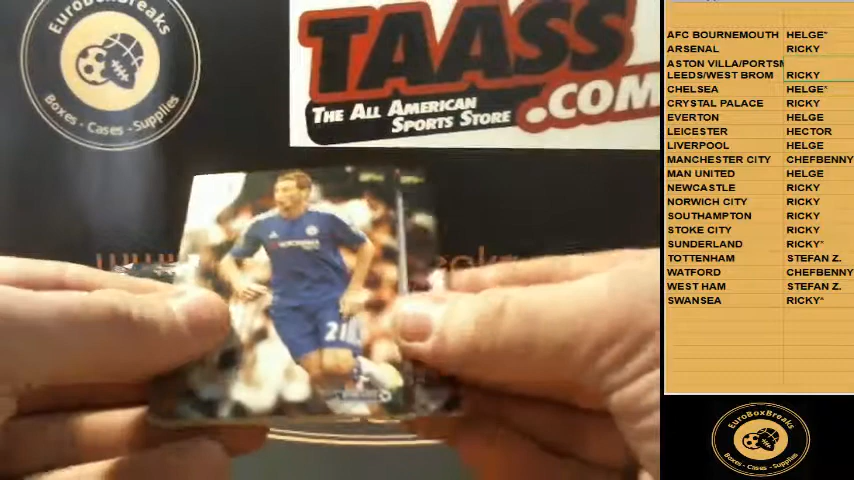 EuroBoxBreaks
Boxes - Cases - Supplies
TAASS
.COM
THE ALL AMERICAN
SPORTS STORE
21
AFC BOURNEMOUTH HELGE*
ARSENAL RICKY
ASTON VILLA/PORTSM
LEEDS/WEST BROM RICKY
CHELSEA HELGE*
CRYSTAL PALACE RICKY
EVERTON HELGE
LEICESTER HECTOR
LIVERPOOL HELGE
MANCHESTER CITY CHEFBENNY
MAN UNITED HELGE
NEWCASTLE RICKY
NORWICH CITY RICKY
SOUTHAMPTON RICKY
STOKE CITY RICKY
SUNDERLAND RICKY*
TOTTENHAM STEFAN Z.
WATFORD CHEFBENNY
WEST HAM STEFAN Z.
SWANSEA RICKY*
EuroBoxBreaks
Boxes - Cases - Supplies